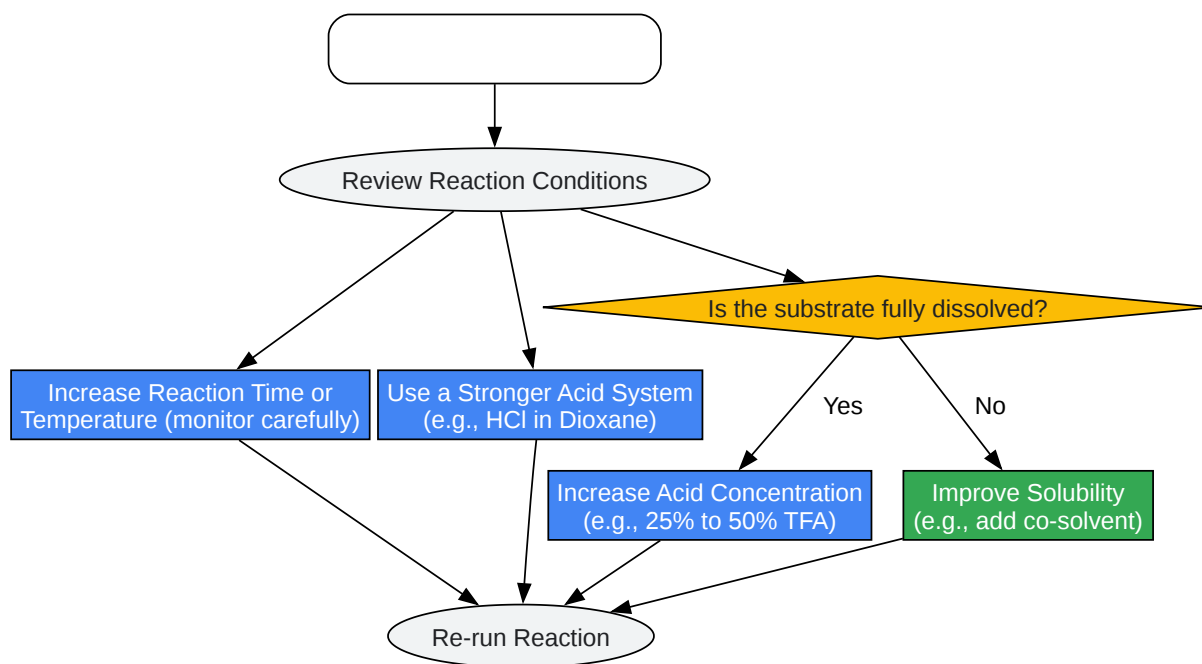 Review Reaction Conditions
Is the substrate fully dissolved?
Increase Reaction Time or
Temperature (monitor carefully)
Use a Stronger Acid System
(e.g., HCl in Dioxane)
Yes
No
Increase Acid Concentration
(e.g., 25% to 50% TFA)
Improve Solubility
(e.g., add co-solvent)
Re-run Reaction